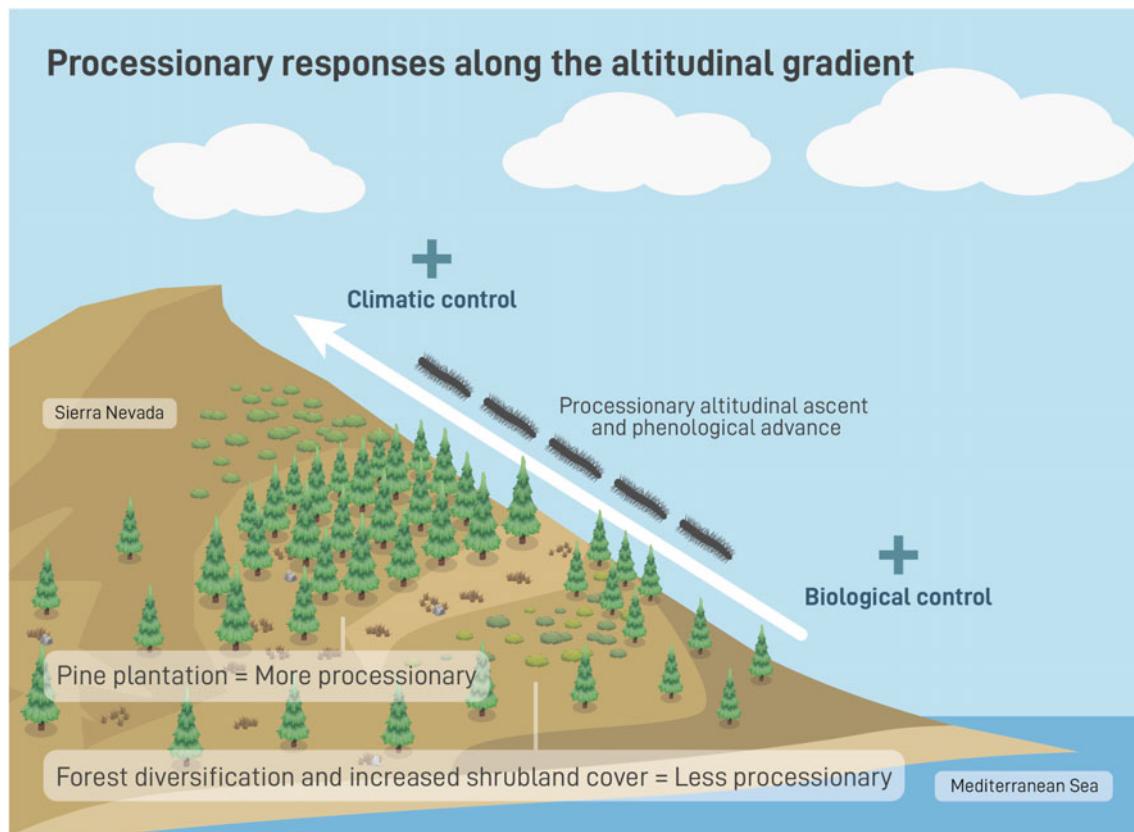 Processionary responses along the altitudinal gradient
+
Climatic control
Sierra Nevada
Processionary altitudinal ascent
and phenological advance
+
Biological control
Pine plantation = More processionary
Forest diversification and increased shrubland cover = Less processionary
Mediterranean Sea